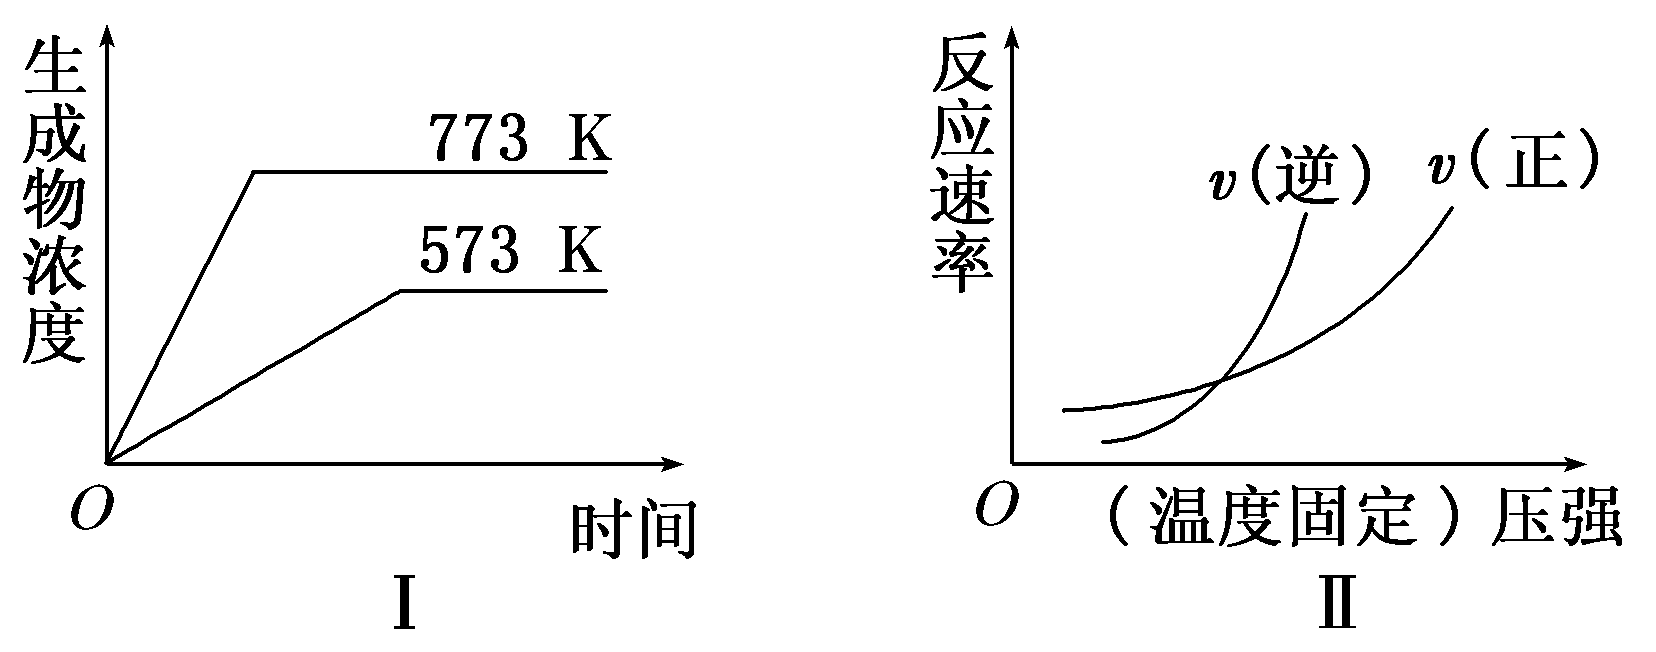 生成物浓度
773 K
573 K
O
时间
Ⅰ
反应速率
v(逆)
v(正)
O
(温度固定)压强
Ⅱ